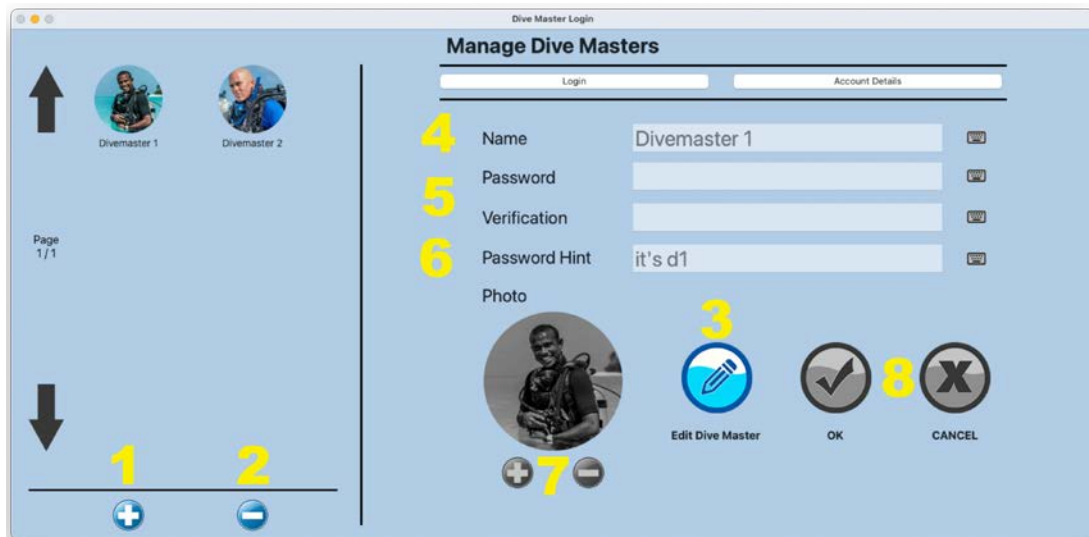 Dive Master Login
Manage Dive Masters
Login Account Details
Divemaster 1 Divemaster 2
4 Name Divemaster 1
5 Password
Verification
Page
1 / 1
6 Password Hint it's d1
Photo
3
8
Edit Dive Master OK CANCEL
1 2
7